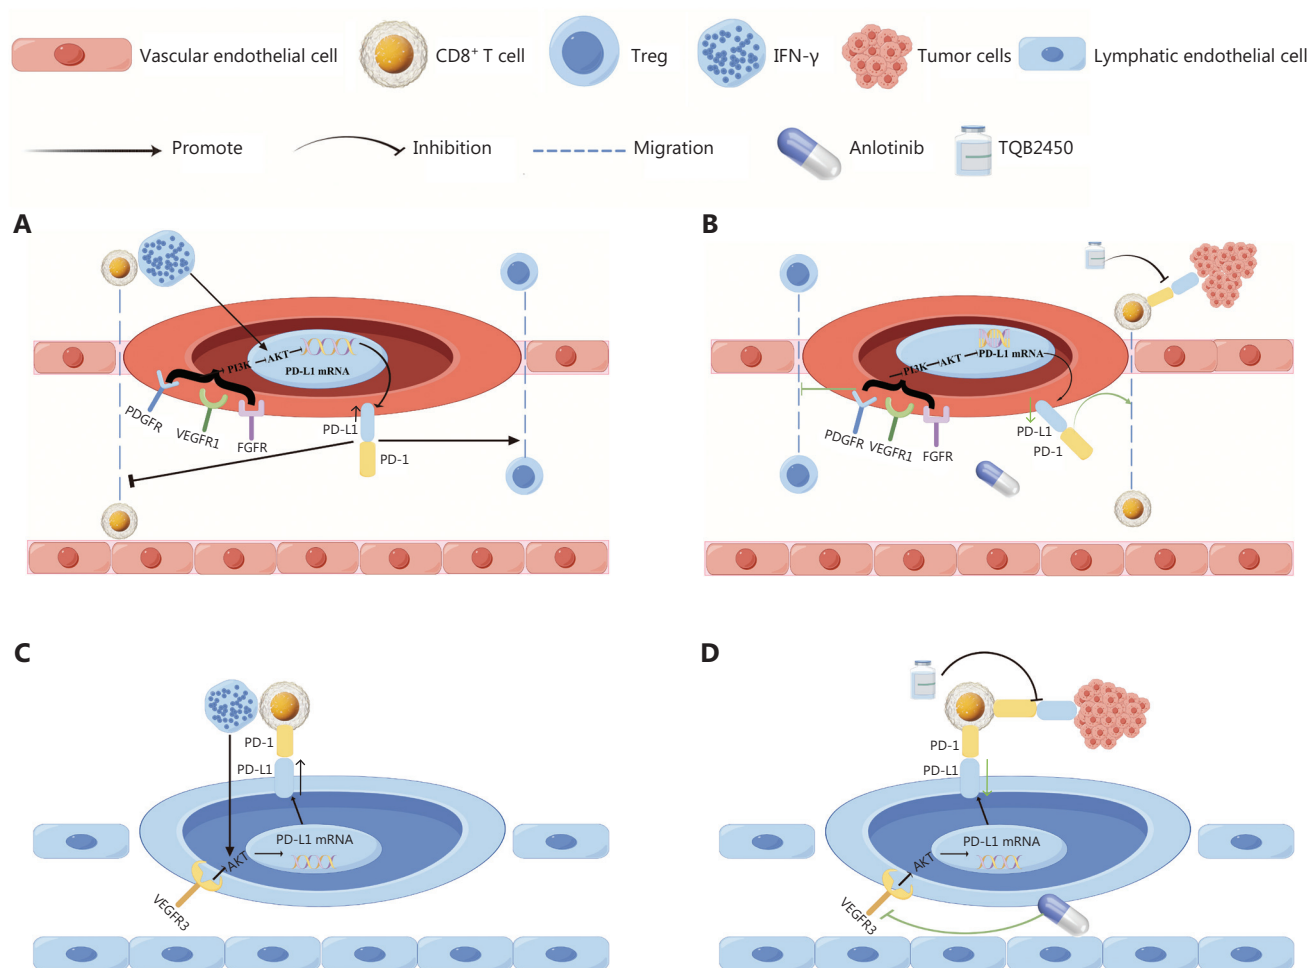 Vascular endothelial cell
CD8⁺ T cell
Treg
IFN-γ
Tumor cells
Lymphatic endothelial cell
Promote
Inhibition
Migration
Anlotinib
TQB2450
A
PI3K
AKT
PD-L1 mRNA
PDGFR
VEGFR1
FGFR
PD-L1
PD-1
B
PI3K
AKT
PD-L1 mRNA
PDGFR
VEGFR1
FGFR
PD-L1
PD-1
C
PD-1
PD-L1
PD-L1 mRNA
AKT
VEGFR3
D
PD-1
PD-L1
PD-L1 mRNA
AKT
VEGFR3